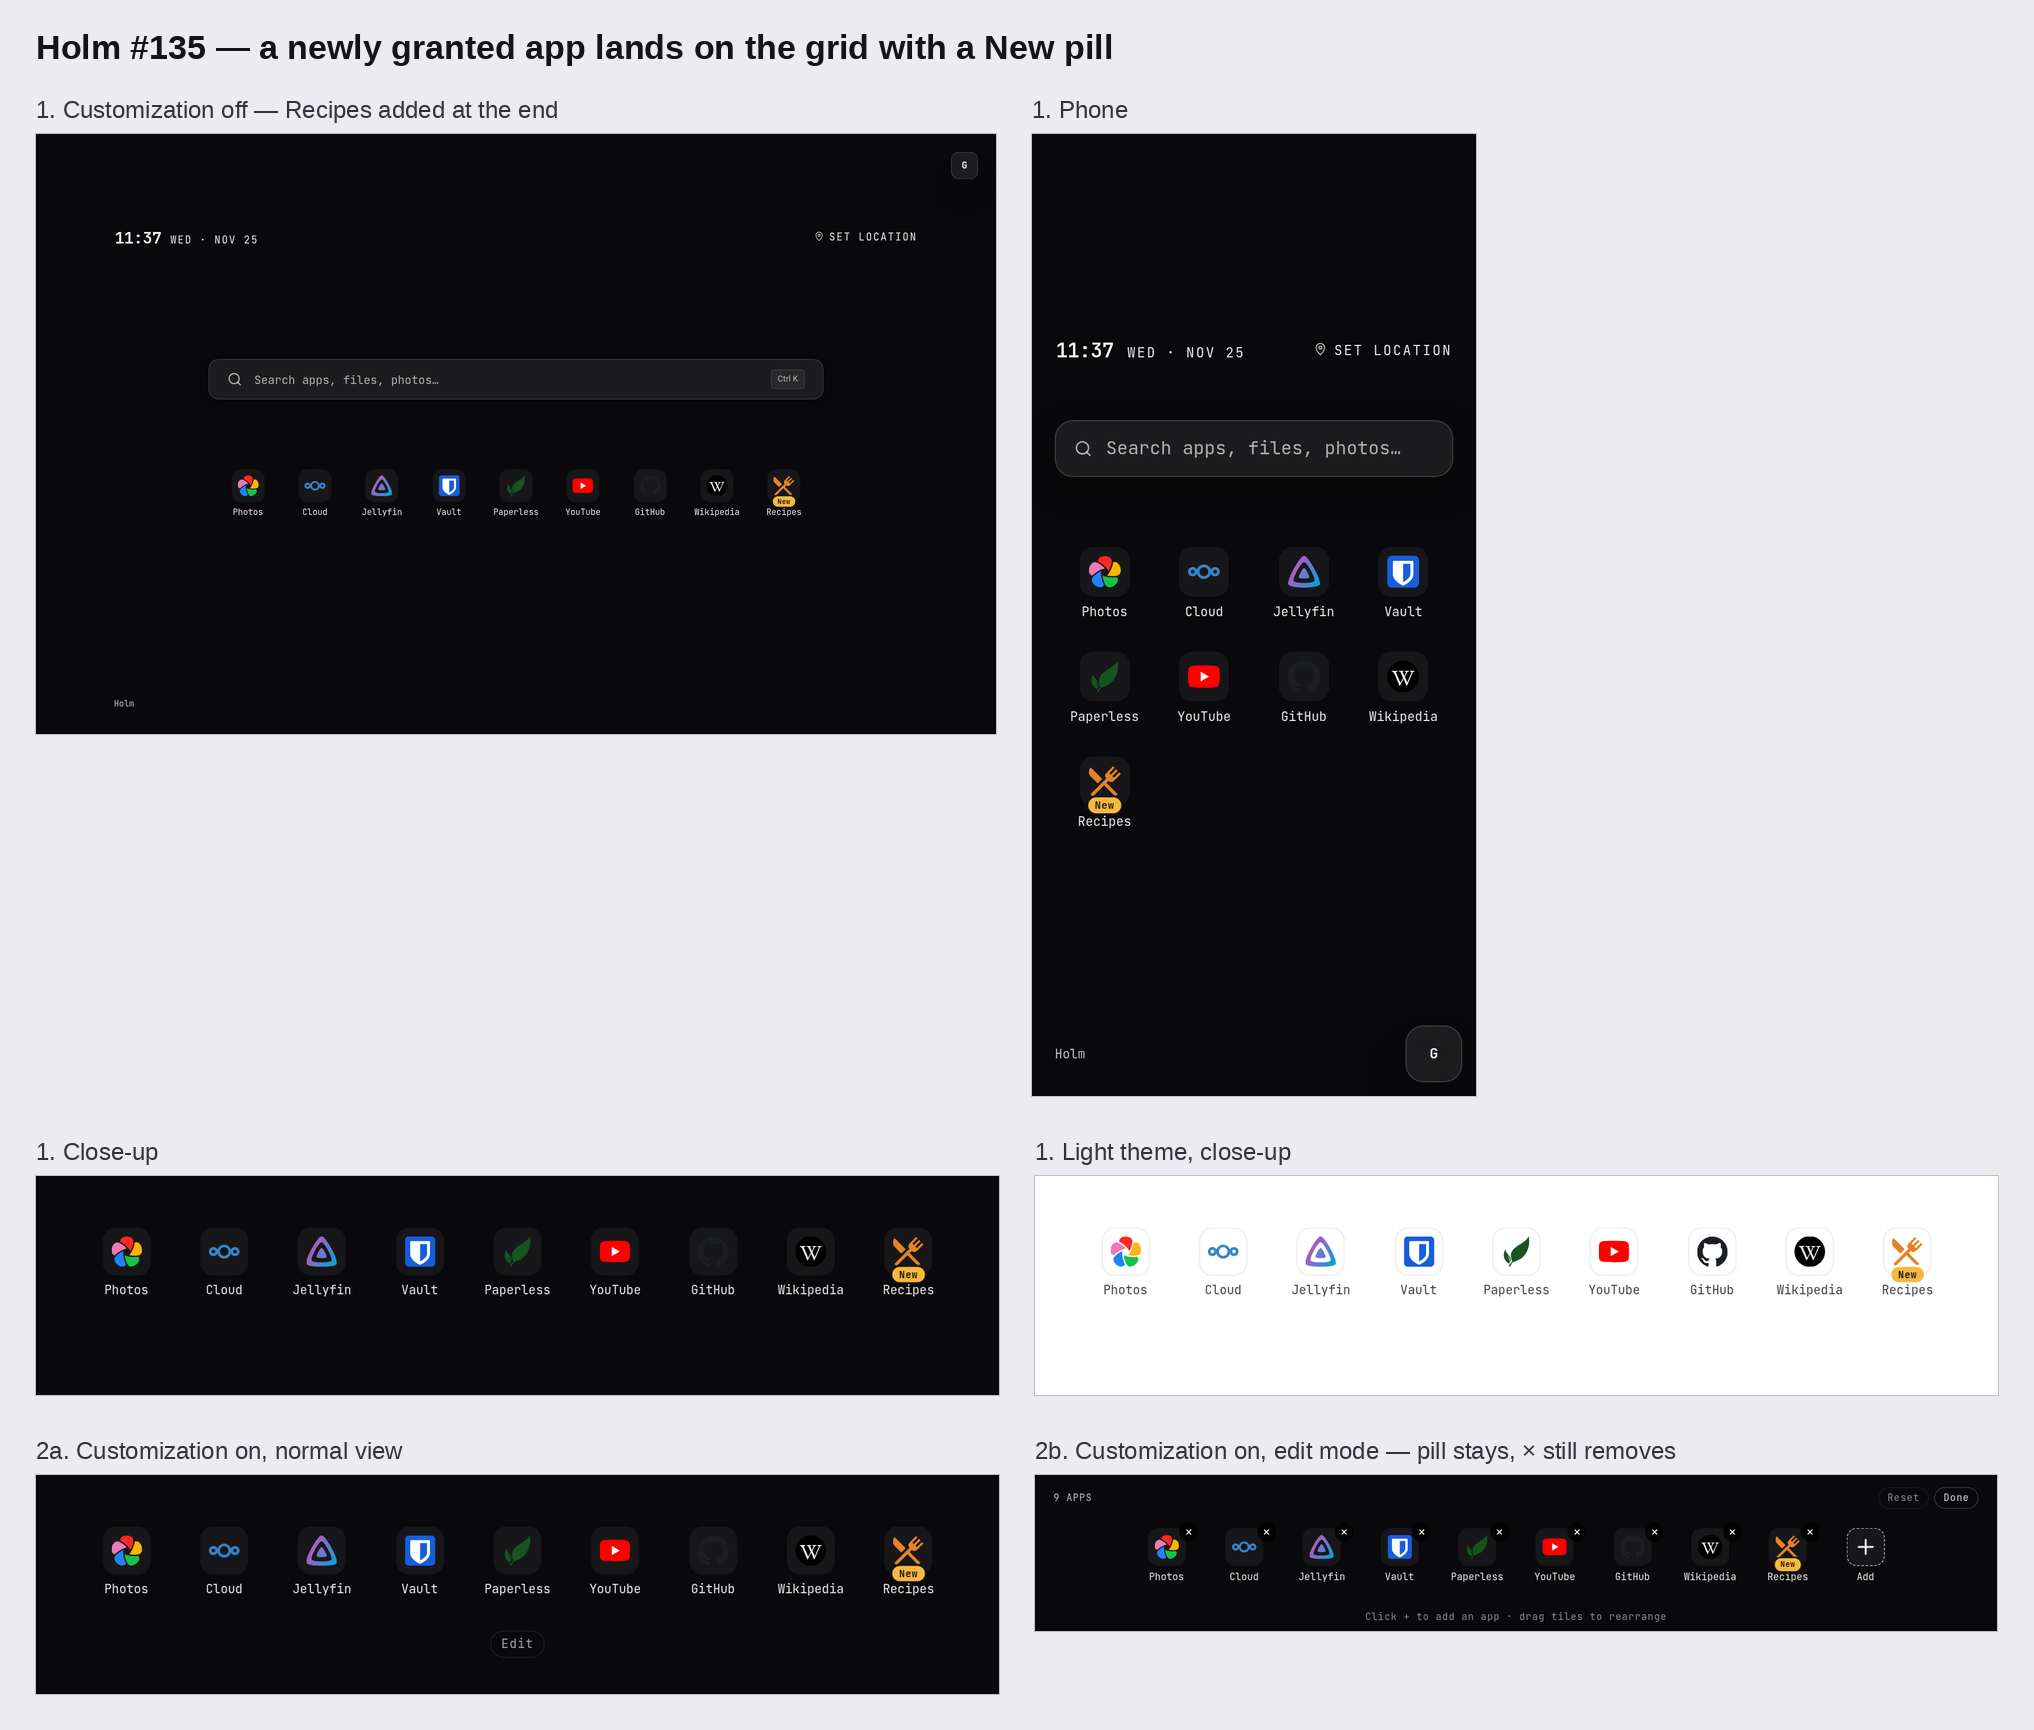 Holm #135 — a newly granted app lands on the grid with a New pill
1. Customization off — Recipes added at the end
G
11:37 WED · NOV 25
SET LOCATION
Search apps, files, photos…
Ctrl K
Photos Cloud Jellyfin Vault Paperless YouTube GitHub Wikipedia Recipes
New
Holm
1. Phone
11:37 WED · NOV 25
SET LOCATION
Search apps, files, photos…
Photos Cloud Jellyfin Vault
W
Paperless YouTube GitHub Wikipedia
New
Recipes
Holm
G
1. Close-up
W
New
Photos Cloud Jellyfin Vault Paperless YouTube GitHub Wikipedia Recipes
1. Light theme, close-up
W
New
Photos Cloud Jellyfin Vault Paperless YouTube GitHub Wikipedia Recipes
2a. Customization on, normal view
W
New
Photos Cloud Jellyfin Vault Paperless YouTube GitHub Wikipedia Recipes
Edit
2b. Customization on, edit mode — pill stays, × still removes
9 APPS
Reset Done
× × × × × × × × ×
W
New
Photos Cloud Jellyfin Vault Paperless YouTube GitHub Wikipedia Recipes Add
Click + to add an app · drag tiles to rearrange